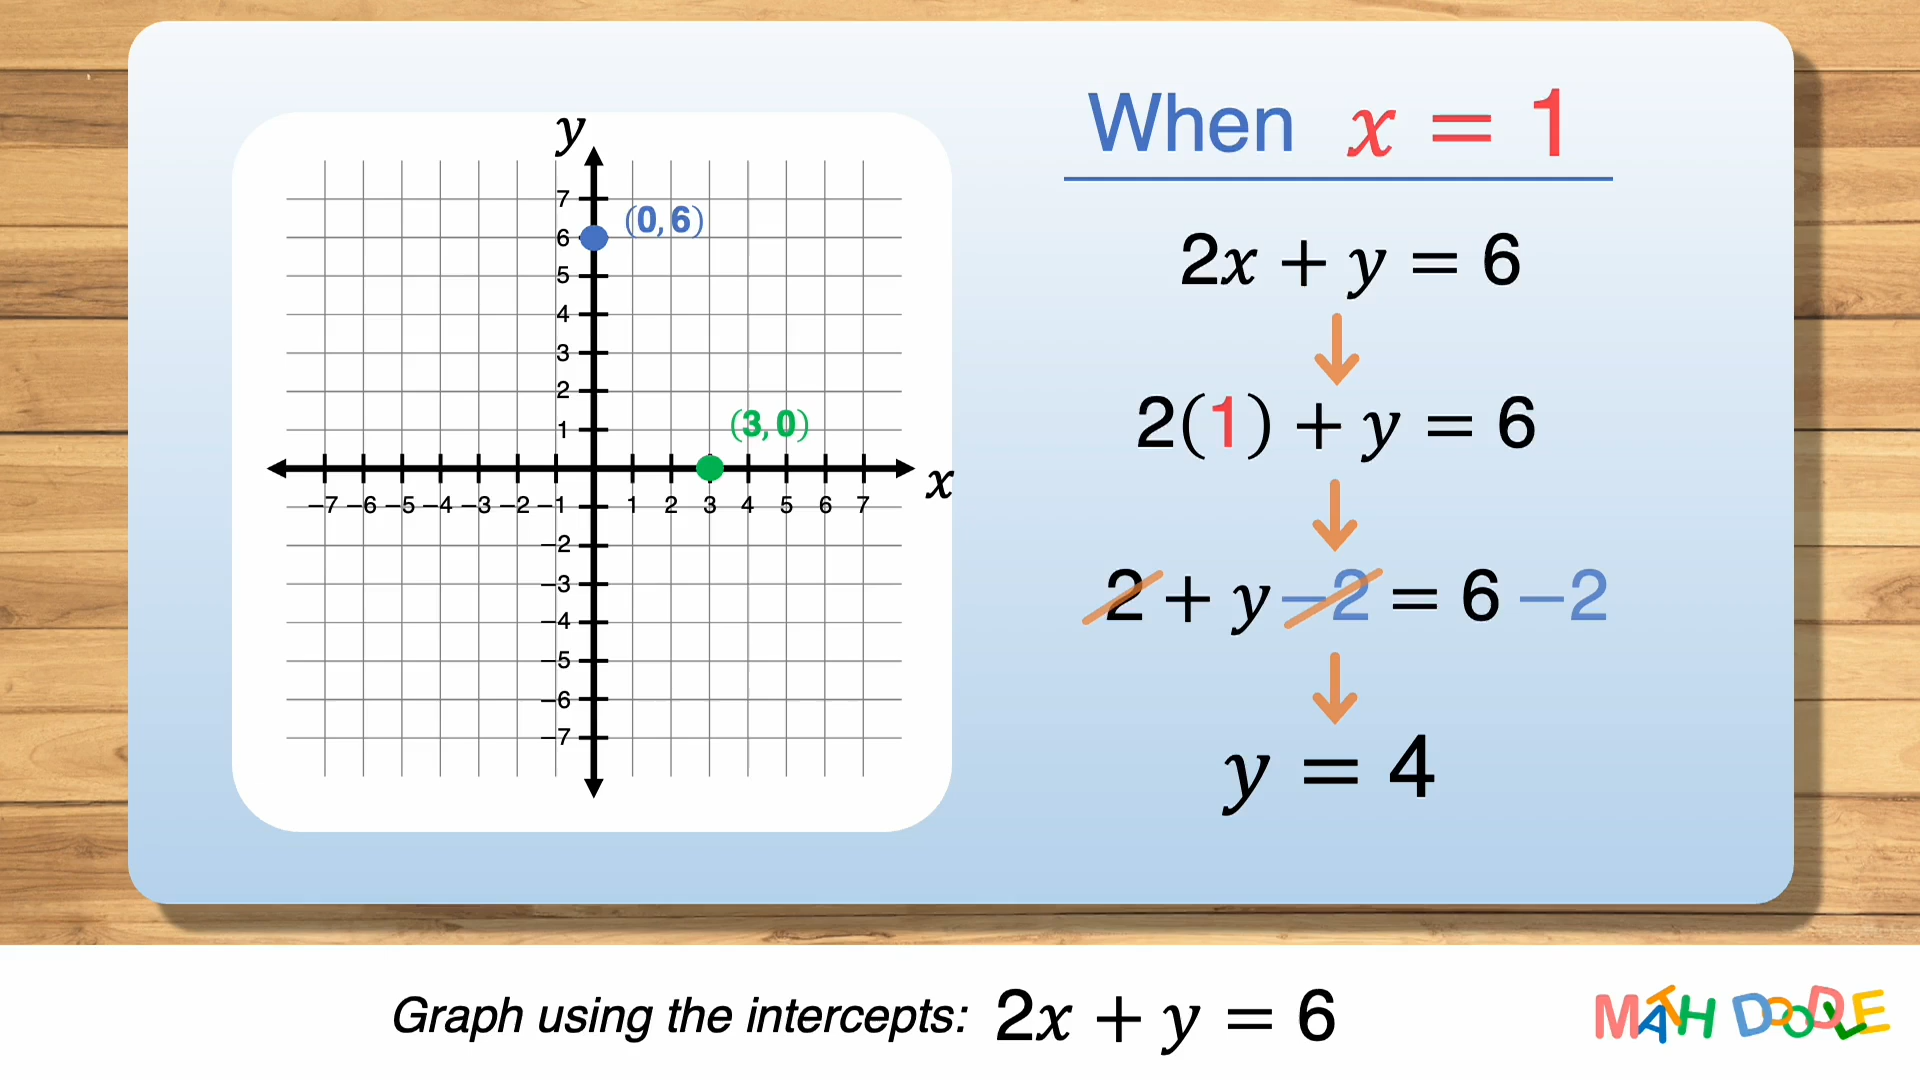 When x = 1
y
7
(0, 6)
6
5
4
3
2
(3, 0)
1
x
−7 −6 −5 −4 −3 −2 −1 1 2 3 4 5 6 7
−2
−3
−4
−5
−6
−7
2x + y = 6
2(1) + y = 6
2 + y −2 = 6 −2
y = 4
Graph using the intercepts: 2x + y = 6
MATH DOODLE